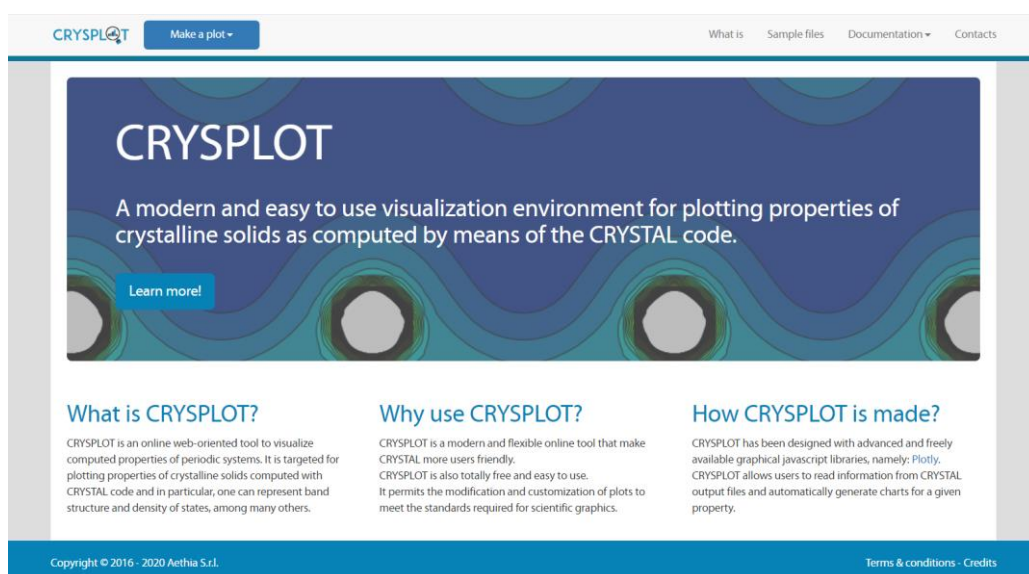 CRYSPLOT
Make a plot
What is
Sample files
Documentation
Contacts
CRYSPLOT
A modern and easy to use visualization environment for plotting properties of
crystalline solids as computed by means of the CRYSTAL code.
Learn more!
What is CRYSPLOT?
CRYSPLOT is an online web-oriented tool to visualize
computed properties of periodic systems. It is targeted for
plotting properties of crystalline solids computed with
CRYSTAL code and in particular, one can represent band
structure and density of states, among many others.
Why use CRYSPLOT?
CRYSPLOT is a modern and flexible online tool that make
CRYSTAL more users friendly.
CRYSPLOT is also totally free and easy to use.
It permits the modification and customization of plots to
meet the standards required for scientific graphics.
How CRYSPLOT is made?
CRYSPLOT has been designed with advanced and freely
available graphical javascript libraries, namely: Plotly.
CRYSPLOT allows users to read information from CRYSTAL
output files and automatically generate charts for a given
property.
Copyright © 2016 - 2020 Aethia S.r.l.
Terms & conditions - Credits